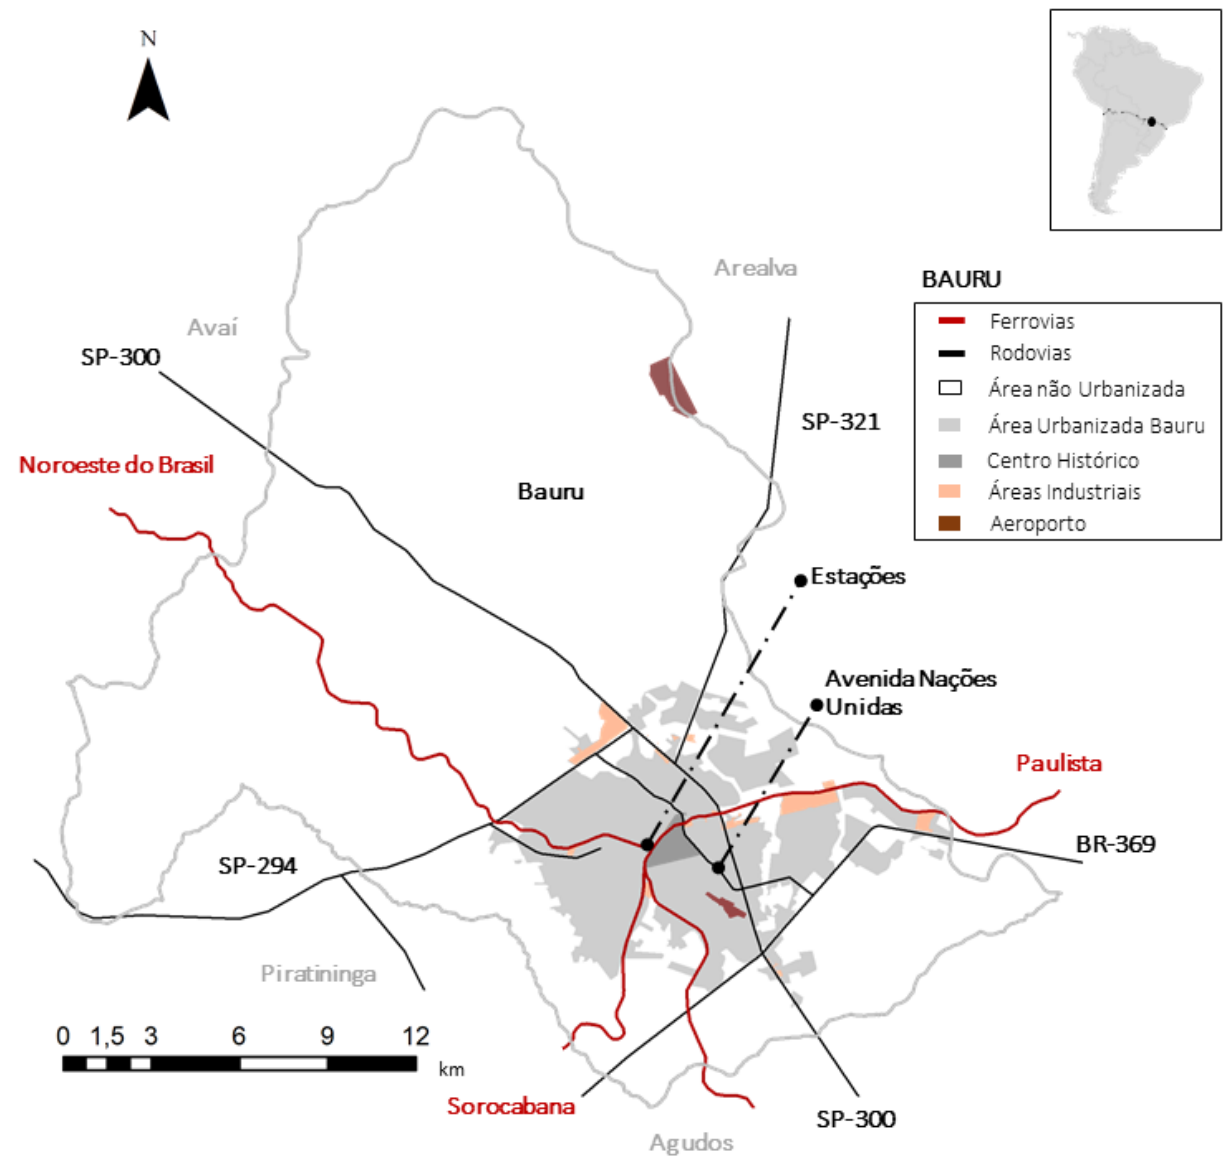 N
Arealva
BAURU
Ferrovias
Avaí
SP-300
Rodovias
Área não Urbanizada
SP-321
Área Urbanizada Bauru
Noroeste do Brasil
Centro Histórico
Bauru
Áreas Industriais
Aeroporto
Estações
Avenida Nações
Unidas
Paulista
BR-369
SP-294
Piratininga
0 1,5 3 6 9 12
km
Sorocabana
SP-300
Agudos